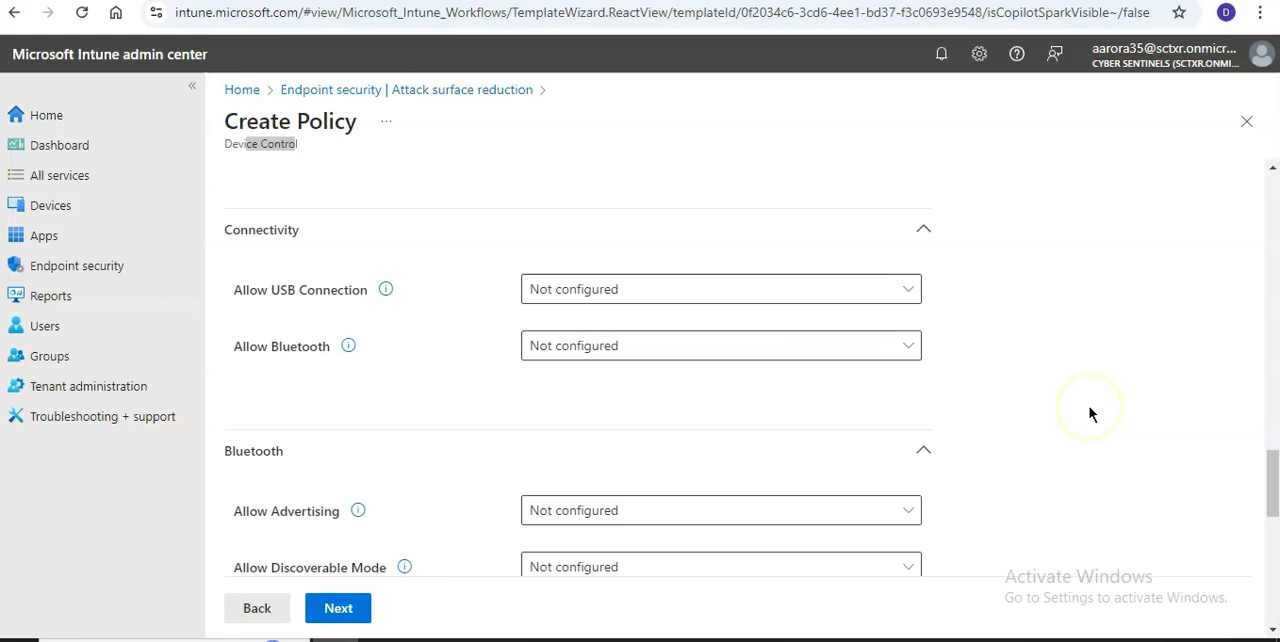 intune.microsoft.com/#view/Microsoft_Intune_Workflows/TemplateWizard.ReactView/templateId/0f2034c6-3cd6-4ee1-bd37-f3c0693e9548/isCopilotSparkVisible~/false
D
Microsoft Intune admin center
aarora35@sctxr.onmicr...
CYBER SENTINELS (SCTXR.ONMI...
Home
Dashboard
All services
Devices
Apps
Endpoint security
Reports
Users
Groups
Tenant administration
Troubleshooting + support
Home > Endpoint security | Attack surface reduction >
Create Policy ...
Device Control
Connectivity
Allow USB Connection Not configured
Allow Bluetooth Not configured
Bluetooth
Allow Advertising Not configured
Allow Discoverable Mode Not configured
Back Next
Activate Windows
Go to Settings to activate Windows.